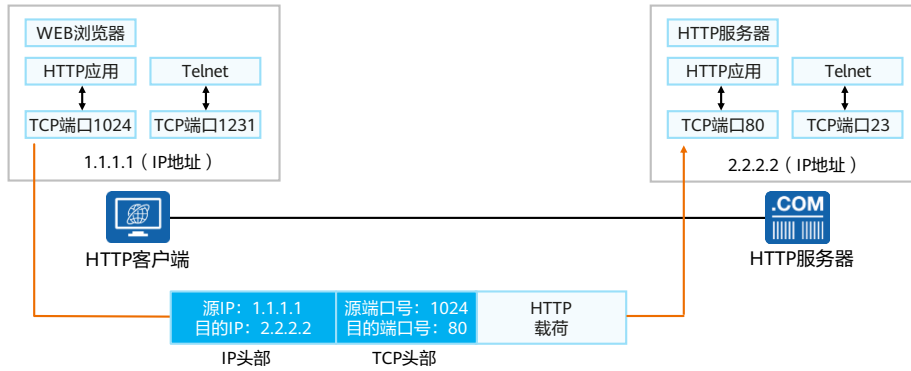 WEB浏览器
HTTP应用
Telnet
TCP端口1024
TCP端口1231
1.1.1.1（IP地址）
HTTP客户端
HTTP服务器
HTTP应用
Telnet
TCP端口80
TCP端口23
2.2.2.2（IP地址）
.COM
HTTP服务器
源IP：1.1.1.1
目的IP：2.2.2.2
源端口号：1024
目的端口号：80
HTTP
载荷
IP头部
TCP头部